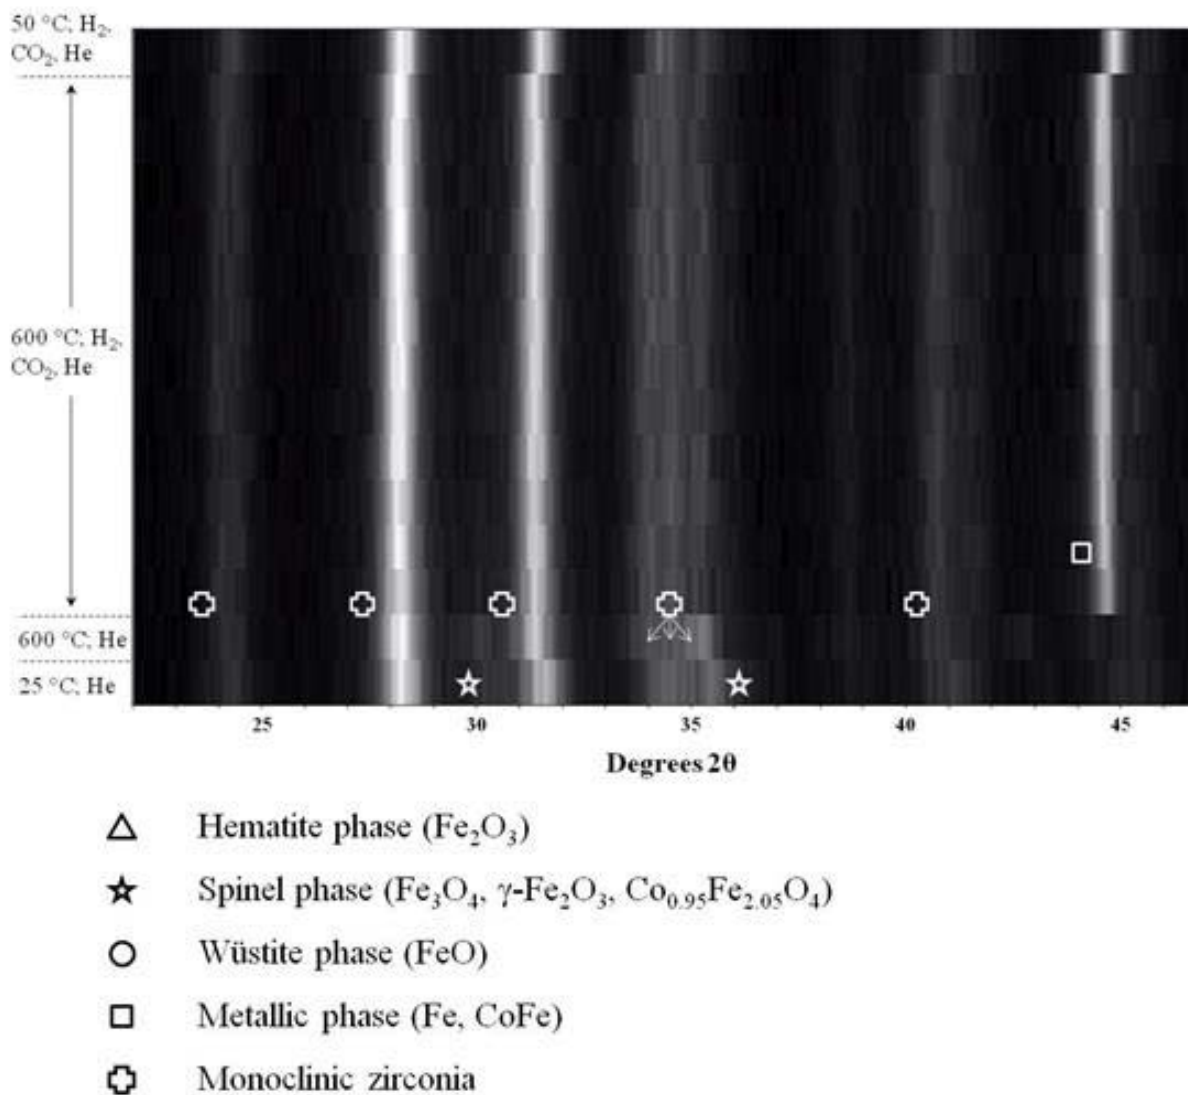 50 °C; H₂,
CO₂, He
600 °C; H₂,
CO₂, He
600 °C; He
25 °C; He
25 30 35 40 45
Degrees 2θ
Hematite phase (Fe₂O₃)
Spinel phase (Fe₃O₄, γ-Fe₂O₃, Co₀.₉₅Fe₂.₀₅O₄)
Wüstite phase (FeO)
Metallic phase (Fe, CoFe)
Monoclinic zirconia